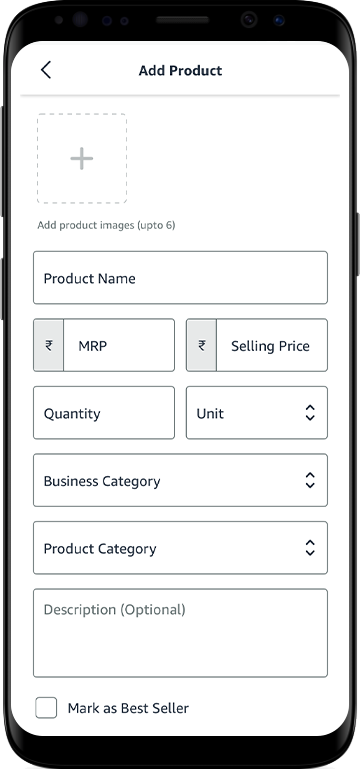 Add Product
Add product images (upto 6)
Product Name
₹ MRP
₹ Selling Price
Quantity
Unit
Business Category
Product Category
Description (Optional)
Mark as Best Seller